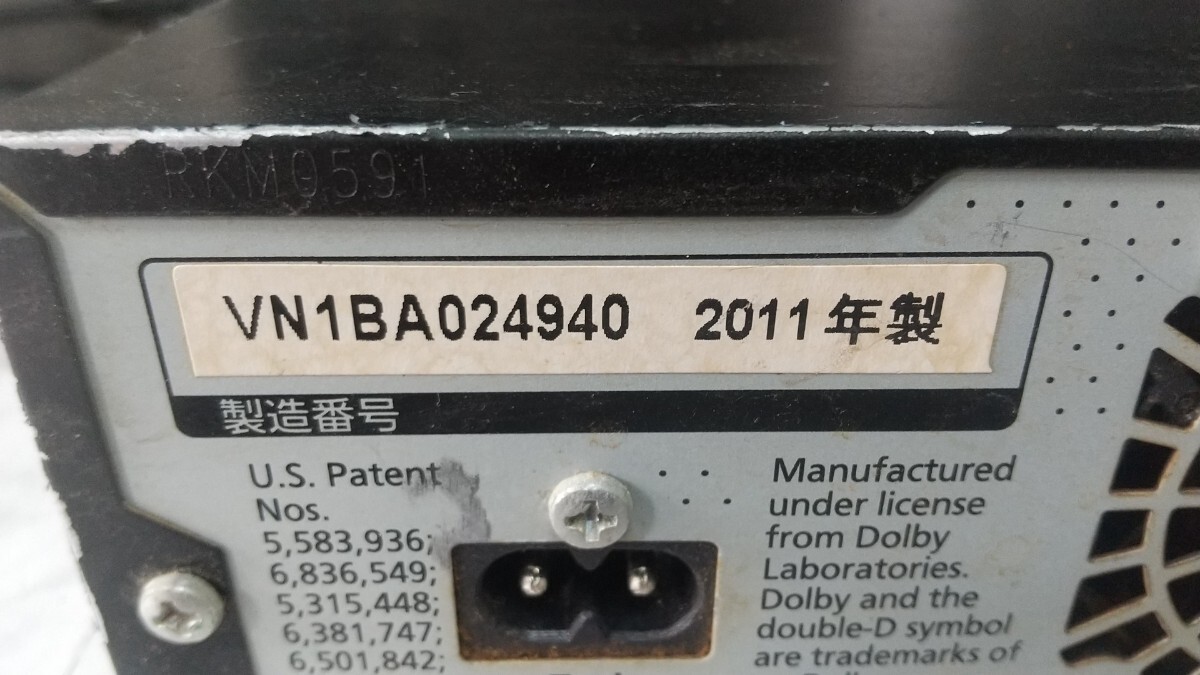 RKM0591
VN1BA024940 2011年製
製造番号
U.S. Patent
Nos.
5,583,936;
6,836,549;
5,315,448;
6,381,747;
6,501,842;
Manufactured
under license
from Dolby
Laboratories.
Dolby and the
double-D symbol
are trademarks of